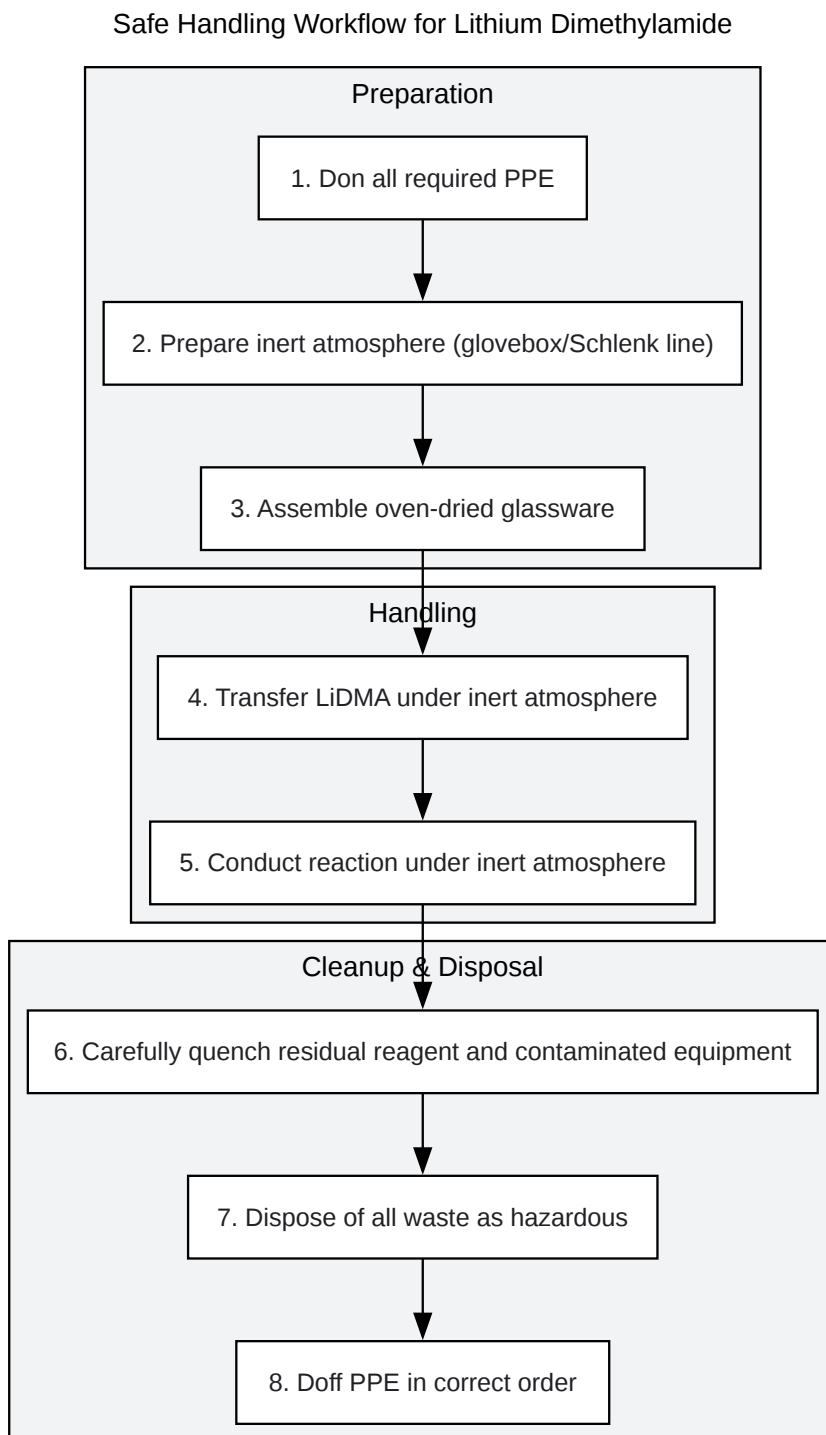 Safe Handling Workflow for Lithium Dimethylamide
Preparation
1. Don all required PPE
2. Prepare inert atmosphere (glovebox/Schlenk line)
3. Assemble oven-dried glassware
Handling
4. Transfer LiDMA under inert atmosphere
5. Conduct reaction under inert atmosphere
Cleanup & Disposal
6. Carefully quench residual reagent and contaminated equipment
7. Dispose of all waste as hazardous
8. Doff PPE in correct order